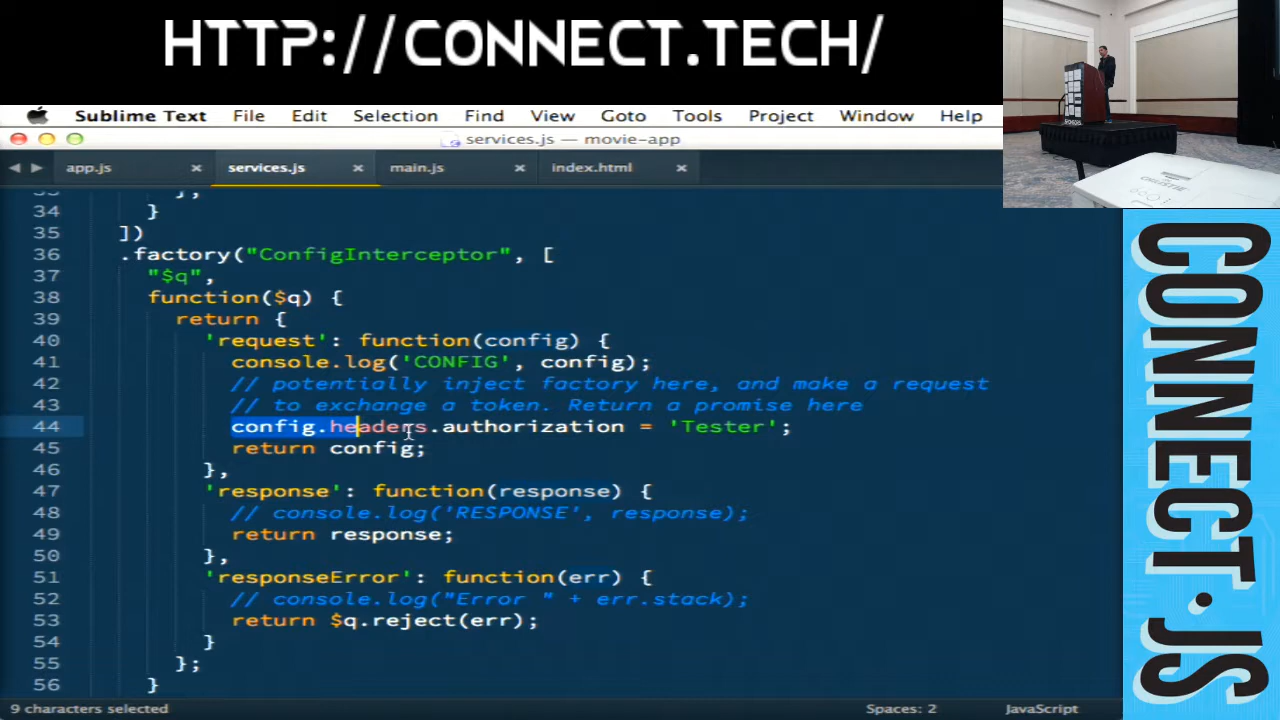 HTTP://CONNECT.TECH/
Sublime Text File Edit Selection Find View Goto Tools Project Window Help
services.js — movie-app
app.js × services.js × main.js × index.html ×
33 },
34 }
35 ])
36 .factory("ConfigInterceptor", [
37 "$q",
38 function($q) {
39 return {
40 'request': function(config) {
41 console.log('CONFIG', config);
42 // potentially inject factory here, and make a request
43 // to exchange a token. Return a promise here
44 config.headers.authorization = 'Tester';
45 return config;
46 },
47 'response': function(response) {
48 // console.log('RESPONSE', response);
49 return response;
50 },
51 'responseError': function(err) {
52 // console.log("Error " + err.stack);
53 return $q.reject(err);
54 }
55 };
56 }
9 characters selected Spaces: 2 JavaScript
CHRISTIE
CONNECT.JS